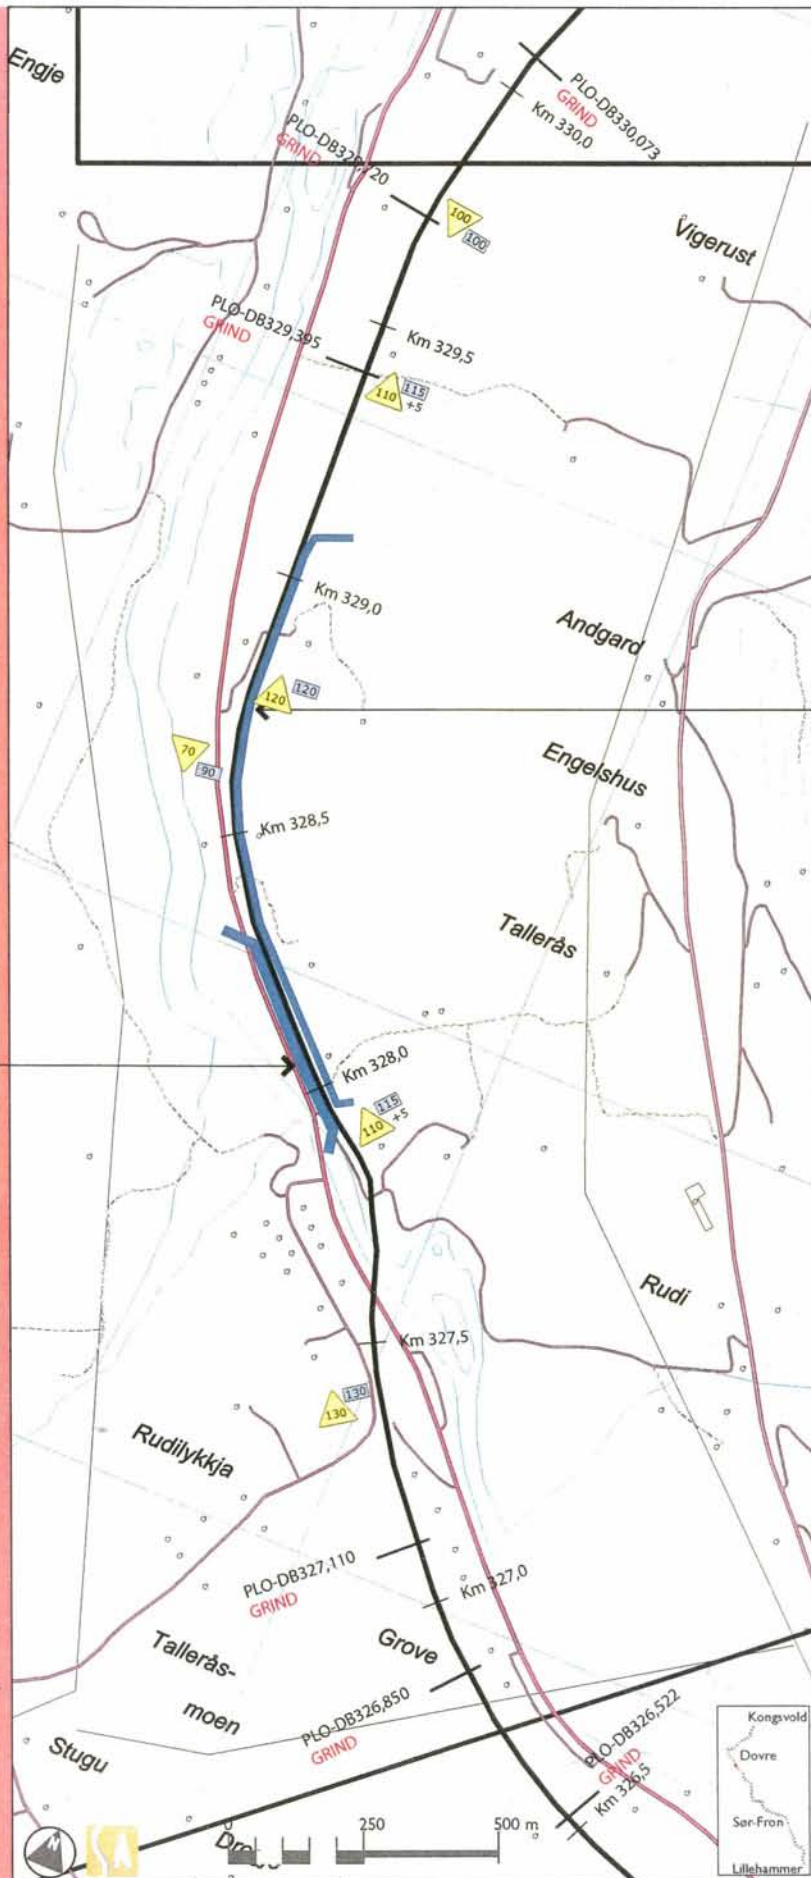 Engje
PLO-DB330,073
GRIND
Km 330,0
GRIND
100
100
Vigerust
PLO-DB329,395
GRIND
Km 329,5
115
110
+5
Km 329,0
Andgard
120
120
70
90
Engelshus
Km 328,5
Tallerås
Km 328,0
115
110
+5
Rudi
Km 327,5
130
130
Rudilykkja
PLO-DB327,110
GRIND
Km 327,0
Grove
Tallerås-
moen
PLO-DB326,850
GRIND
PLO-DB326,522
GRIND
Km 326,5
Stugu
Kongsvold
Dovre
Sør-Fron
Lillehammer
N
0
250
500 m